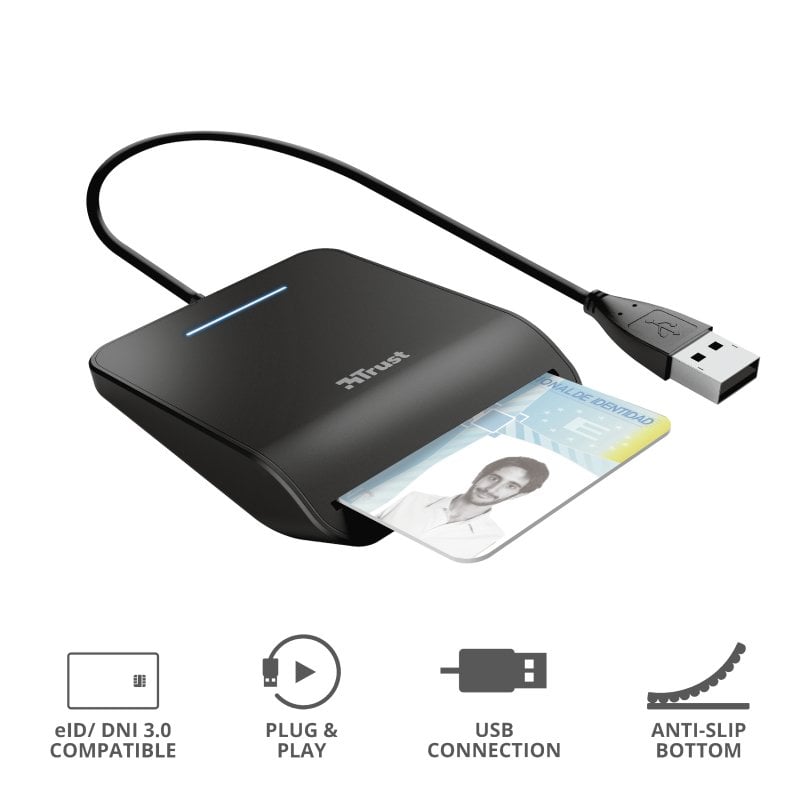 Trust
ONAL DE IDENTIDAD
E
eID/ DNI 3.0
COMPATIBLE
PLUG &
PLAY
USB
CONNECTION
ANTI-SLIP
BOTTOM